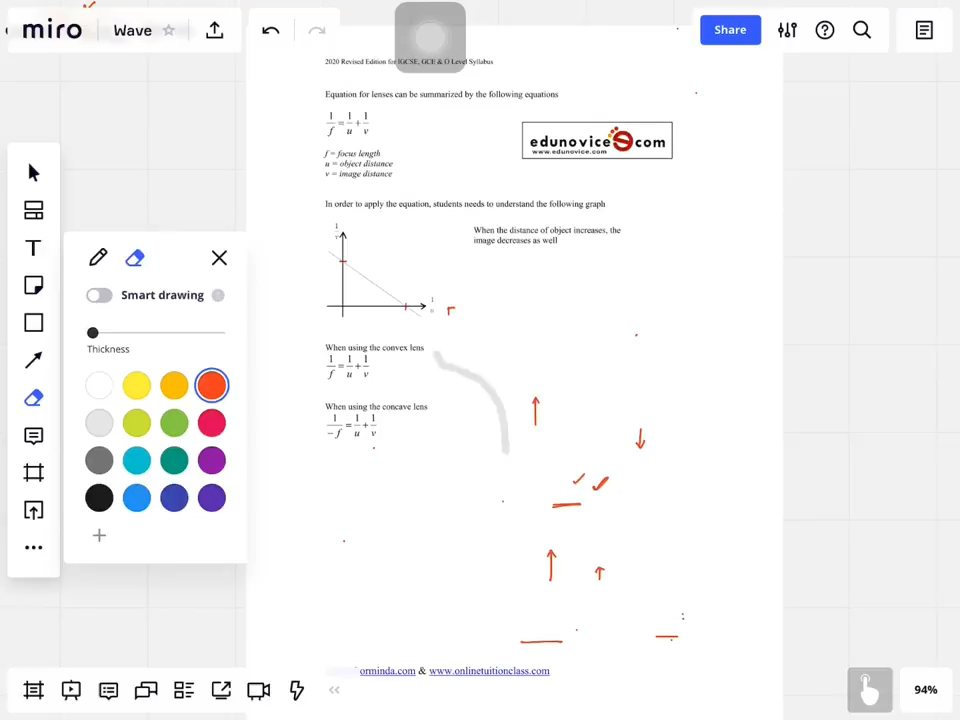 miro Wave Share
2020 Revised Edition for IGCSE, GCE & O Level Syllabus
Equation for lenses can be summarized by the following equations
1/f = 1/u + 1/v
edunovice.com
www.edunovice.com
f = focus length
u = object distance
v = image distance
In order to apply the equation, students needs to understand the following graph
When the distance of object increases, the
image decreases as well
Smart drawing
Thickness
When using the convex lens
1/f = 1/u + 1/v
When using the concave lens
1/-f = 1/u + 1/v
orminda.com & www.onlinetuitionclass.com
94%